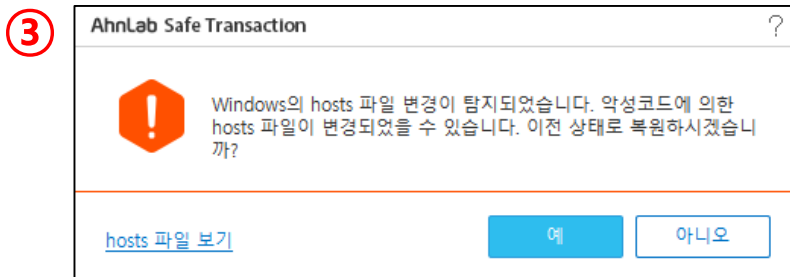 ③
AhnLab Safe Transaction ?
Windows의 hosts 파일 변경이 탐지되었습니다. 악성코드에 의한
hosts 파일이 변경되었을 수 있습니다. 이전 상태로 복원하시겠습니
까?
hosts 파일 보기 예 아니오